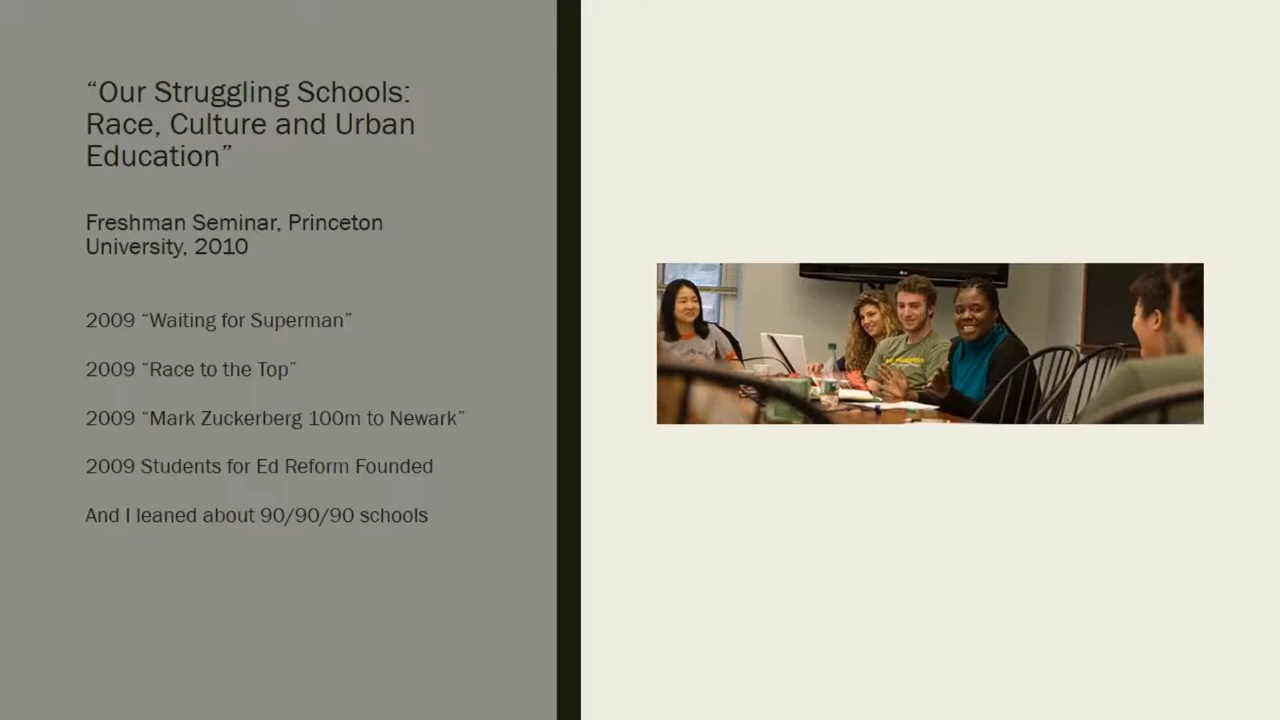 “Our Struggling Schools:
Race, Culture and Urban
Education”
Freshman Seminar, Princeton
University, 2010
2009 “Waiting for Superman”
2009 “Race to the Top”
2009 “Mark Zuckerberg 100m to Newark”
2009 Students for Ed Reform Founded
And I leaned about 90/90/90 schools